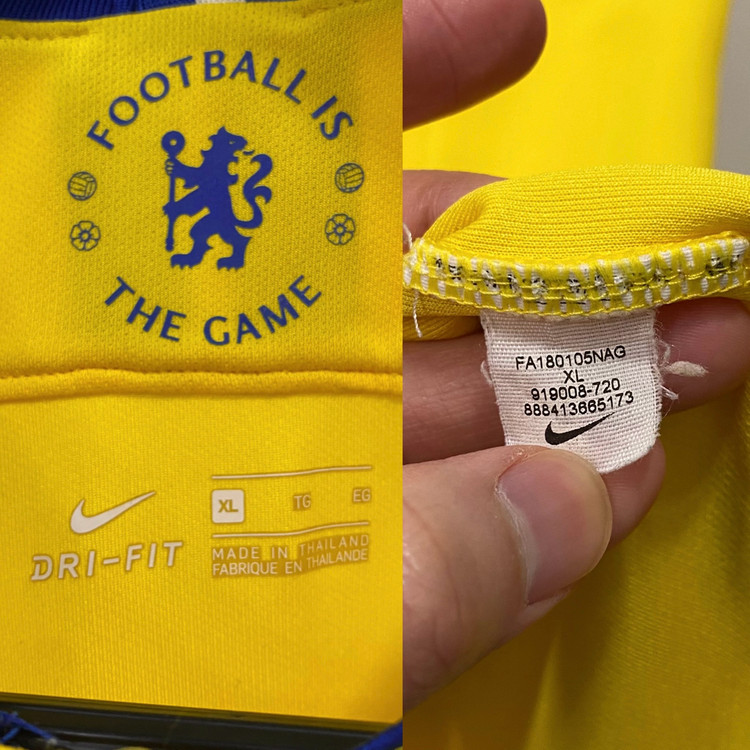 FOOTBALL IS
THE GAME
DRI-FIT
XL TG EG
MADE IN THAILAND
FABRIQUE EN THAILANDE
FA180105NAG
XL
919008-720
888413665173